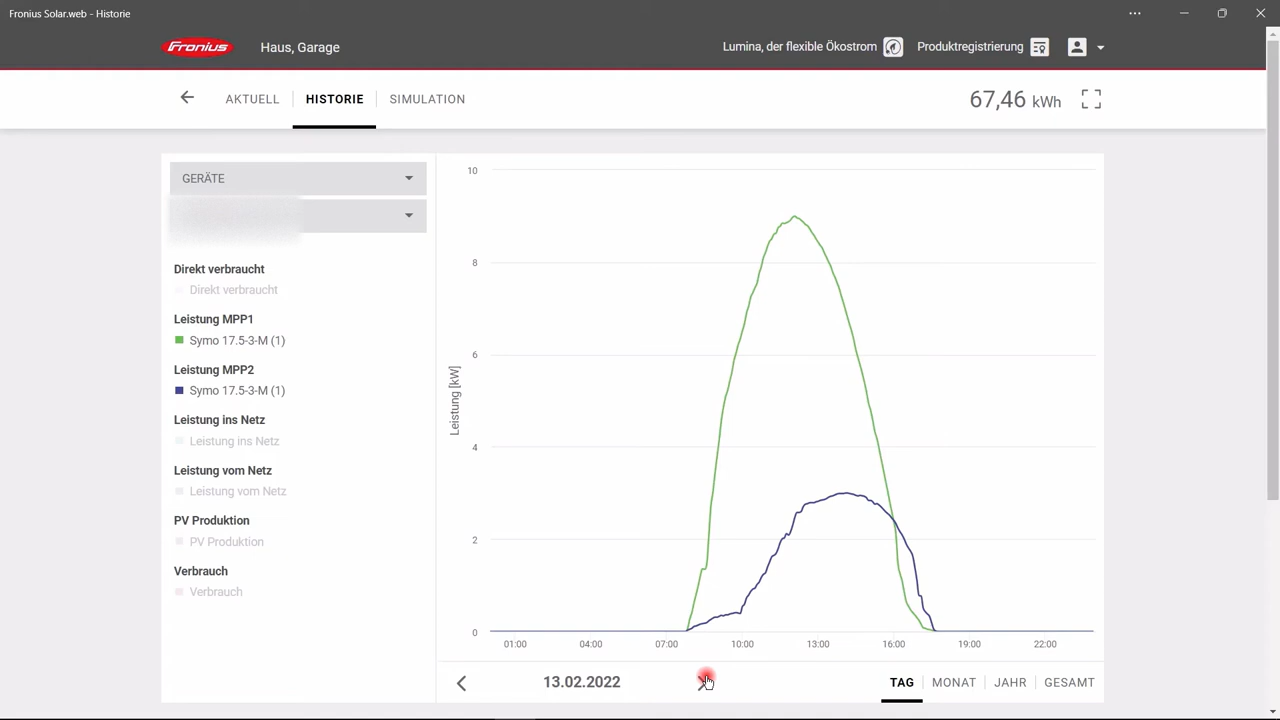 Fronius Solar.web - Historie
Fronius
Haus, Garage
Lumina, der flexible Ökostrom
Produktregistrierung
AKTUELL
HISTORIE
SIMULATION
67,46 kWh
GERÄTE
Direkt verbraucht
Direkt verbraucht
Leistung MPP1
Symo 17.5-3-M (1)
Leistung MPP2
Symo 17.5-3-M (1)
Leistung ins Netz
Leistung ins Netz
Leistung vom Netz
Leistung vom Netz
PV Produktion
PV Produktion
Verbrauch
Verbrauch
Leistung [kW]
10
8
6
4
2
0
01:00 04:00 07:00 10:00 13:00 16:00 19:00 22:00
13.02.2022
TAG
MONAT
JAHR
GESAMT